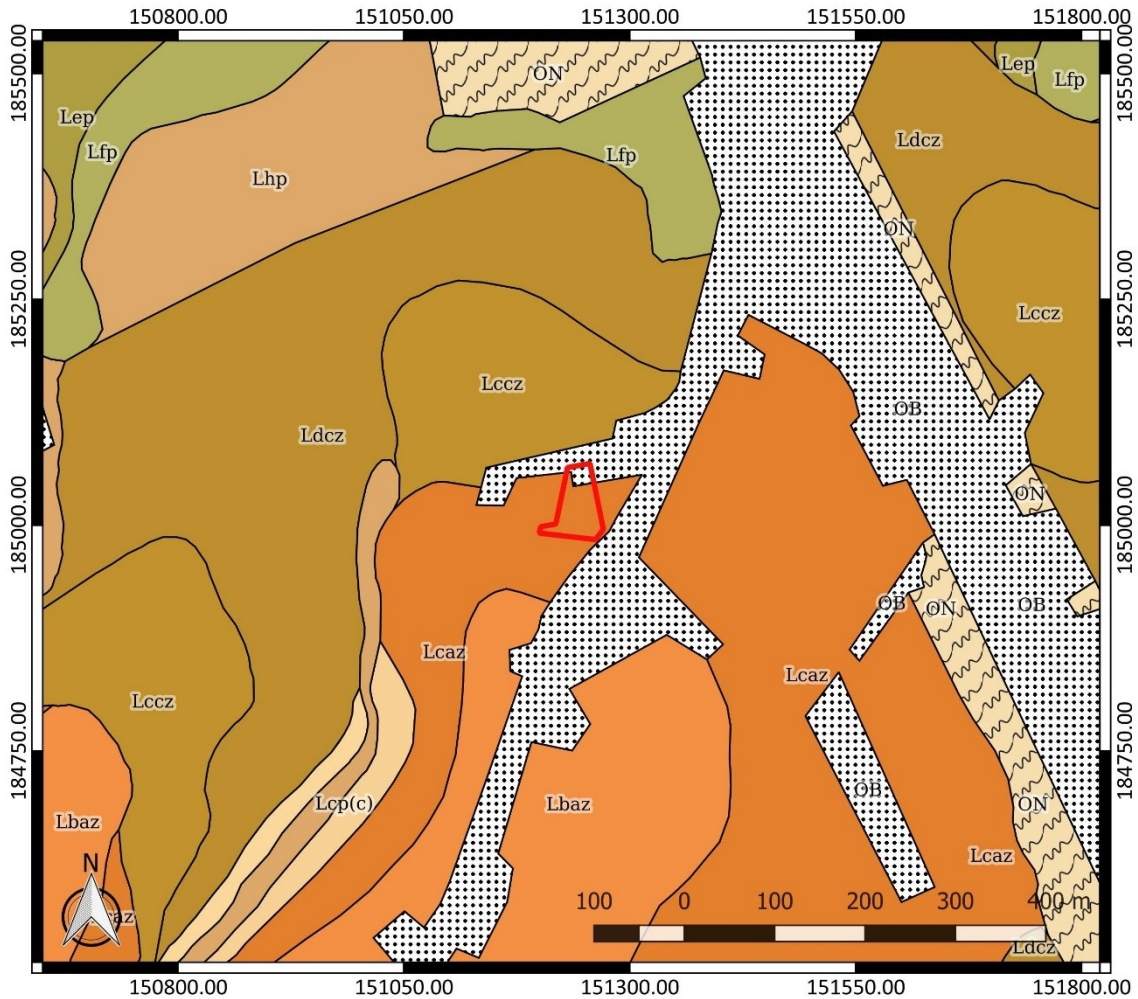 150800.00 151050.00 151300.00 151550.00 151800.00
185500.00 185500.00
ON
Lep
Lep
Lfp
Lfp
Lfp
Lfp
Ldcz
Lhp
ON
185250.00 185250.00
Lccz
Lccz
OB
Ldcz
ON
185000.00 185000.00
OB
ON
OB
Lcaz
Lcaz
Lccz
184750.00 184750.00
OB
Lcp(c)
Lbaz
ON
Lbaz
Lcaz
N
100 0 100 200 300 400 m
Ldcz
150800.00 151050.00 151300.00 151550.00 151800.00